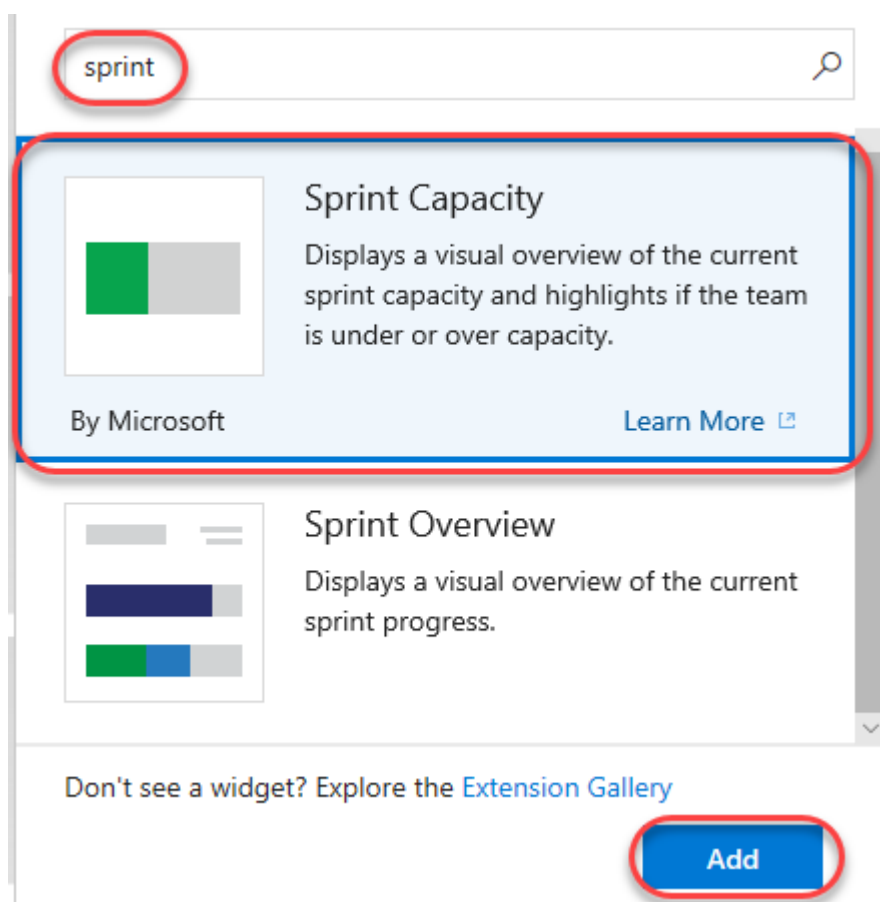 sprint
Sprint Capacity
Displays a visual overview of the current
sprint capacity and highlights if the team
is under or over capacity.
By Microsoft
Learn More
Sprint Overview
Displays a visual overview of the current
sprint progress.
Don't see a widget? Explore the Extension Gallery
Add